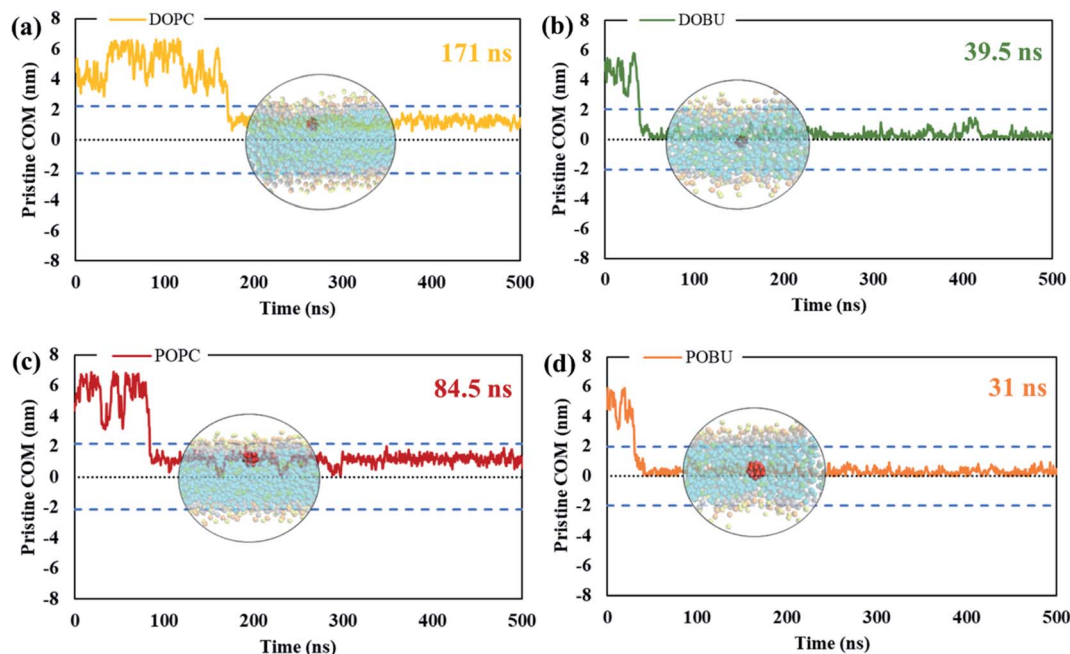 (a)
DOPC
171 ns
Pristine COM (nm)
8
6
4
2
0
-2
-4
-6
-8
0 100 200 300 400 500
Time (ns)
(b)
DOBU
39.5 ns
Pristine COM (nm)
8
6
4
2
0
-2
-4
-6
-8
0 100 200 300 400 500
Time (ns)
(c)
POPC
84.5 ns
Pristine COM (nm)
8
6
4
2
0
-2
-4
-6
-8
0 100 200 300 400 500
Time (ns)
(d)
POBU
31 ns
Pristine COM (nm)
8
6
4
2
0
-2
-4
-6
-8
0 100 200 300 400 500
Time (ns)